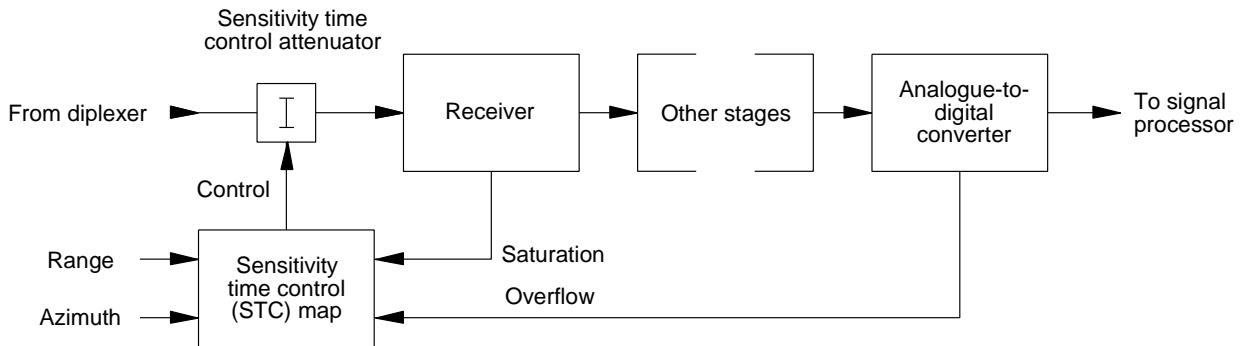 Sensitivity time
control attenuator
From diplexer
Receiver
Other stages
Analogue-to-
digital
converter
To signal
processor
Control
Range
Azimuth
Sensitivity
time control
(STC) map
Saturation
Overflow